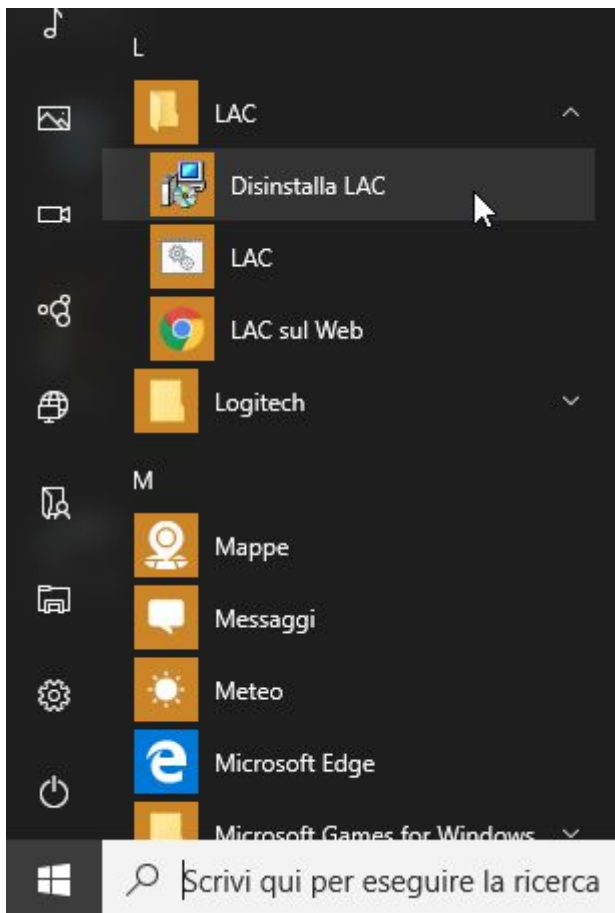 L
LAC
Disinstalla LAC
LAC
LAC sul Web
Logitech
M
Mappe
Messaggi
Meteo
Microsoft Edge
Microsoft Games for Windows
Scrivi qui per eseguire la ricerca